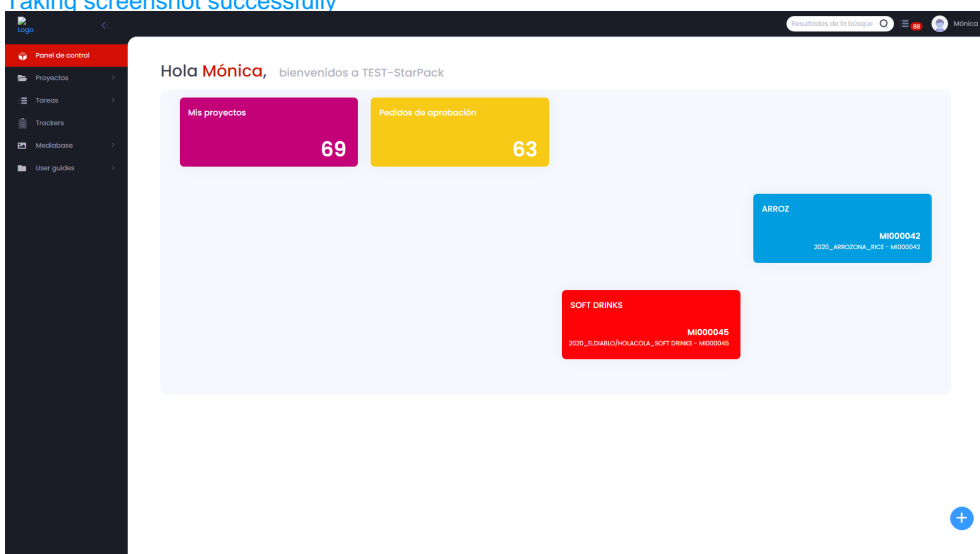 Taking screenshot successfully
Logo
Resultados de la búsque
88
Mónica
Panel de control
Proyectos
Tareas
Trackers
Mediabase
User guides
Hola Mónica, bienvenidos a TEST-StarPack
Mis proyectos
69
Pedidos de aprobación
63
ARROZ
MI000042
2020_ARROZONA_RICE - MI000042
SOFT DRINKS
MI000045
2020_ELDIABLO/HOLACOLA_SOFT DRINKS - MI000045